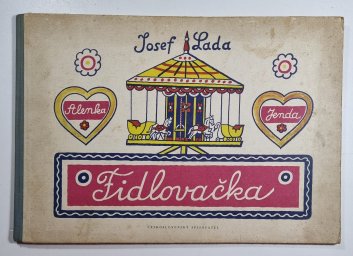 Josef Lada
Alenka
Jenda
Fidlovačka
ČESKOSLOVENSKÝ SPISOVATEL